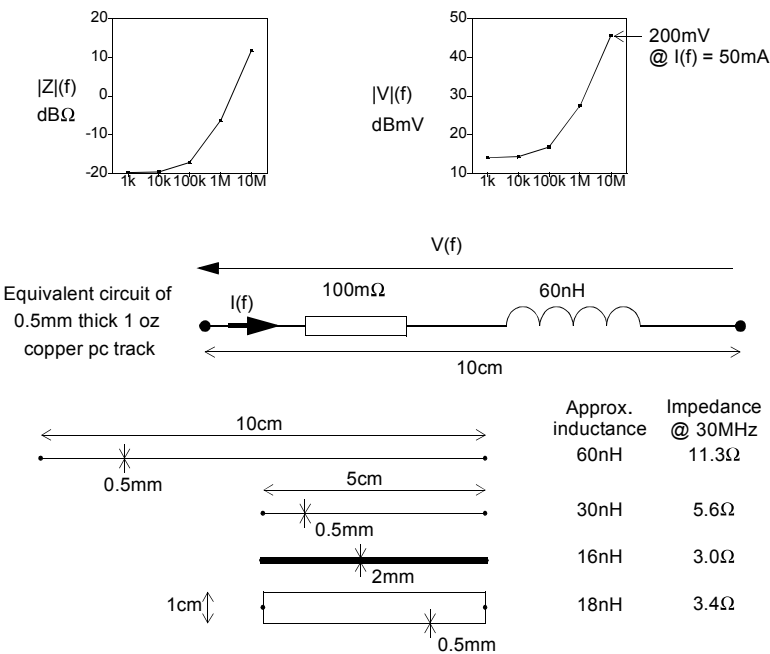 20
10
0
-10
-20
|Z|(f)
dBΩ
1k 10k 100k 1M 10M
50
40
30
20
10
|V|(f)
dBmV
1k 10k 100k 1M 10M
200mV
@ I(f) = 50mA
V(f)
Equivalent circuit of
0.5mm thick 1 oz
copper pc track
I(f)
100mΩ
60nH
10cm
Approx. Impedance
inductance @ 30MHz
10cm
0.5mm
60nH 11.3Ω
5cm
0.5mm
30nH 5.6Ω
2mm
16nH 3.0Ω
1cm
0.5mm
18nH 3.4Ω